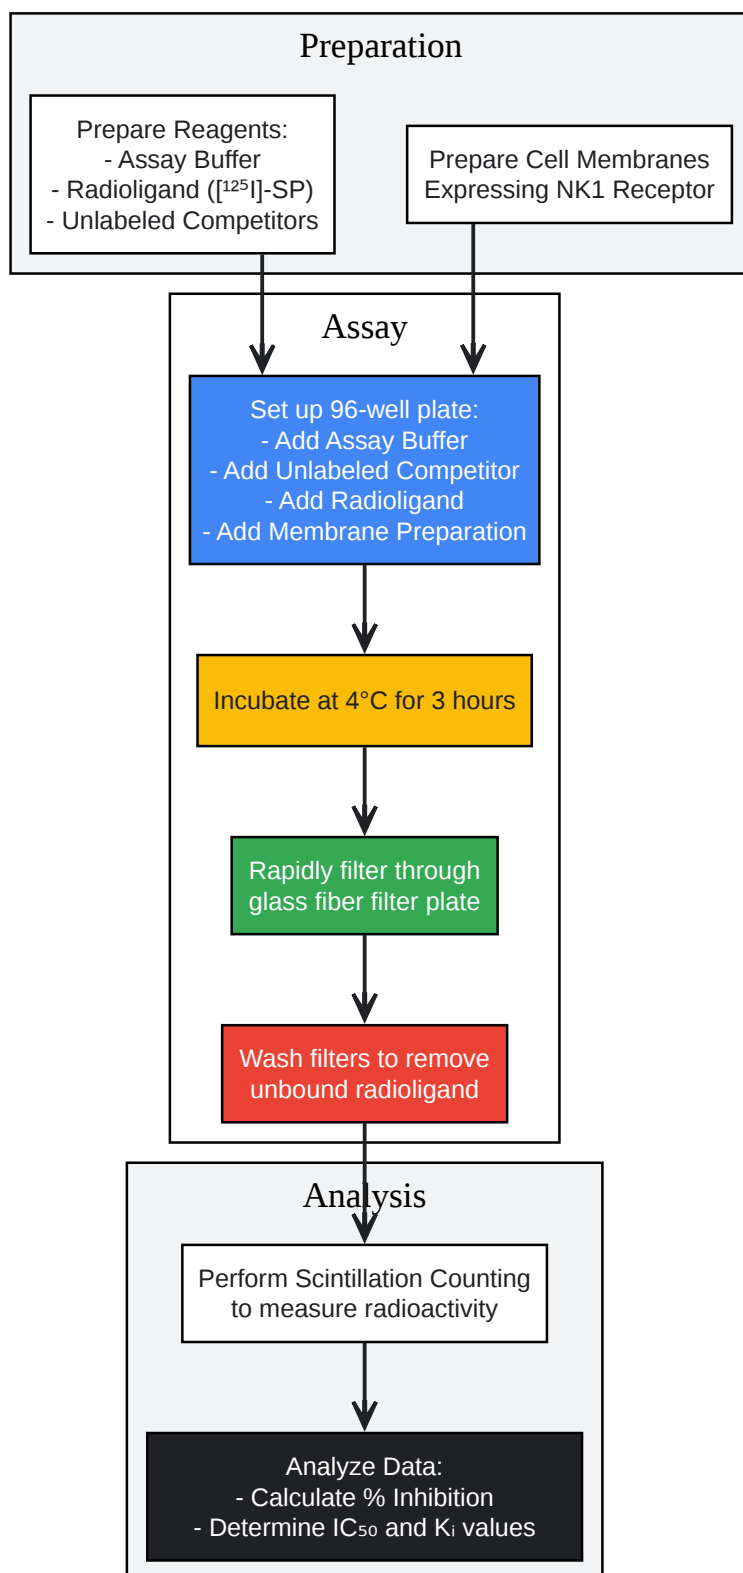 Preparation
Prepare Reagents:
- Assay Buffer
- Radioligand ([¹²⁵I]-SP)
- Unlabeled Competitors
Prepare Cell Membranes
Expressing NK1 Receptor
Assay
Set up 96-well plate:
- Add Assay Buffer
- Add Unlabeled Competitor
- Add Radioligand
- Add Membrane Preparation
Incubate at 4°C for 3 hours
Rapidly filter through
glass fiber filter plate
Wash filters to remove
unbound radioligand
Analysis
Perform Scintillation Counting
to measure radioactivity
Analyze Data:
- Calculate % Inhibition
- Determine IC₅₀ and Kᵢ values